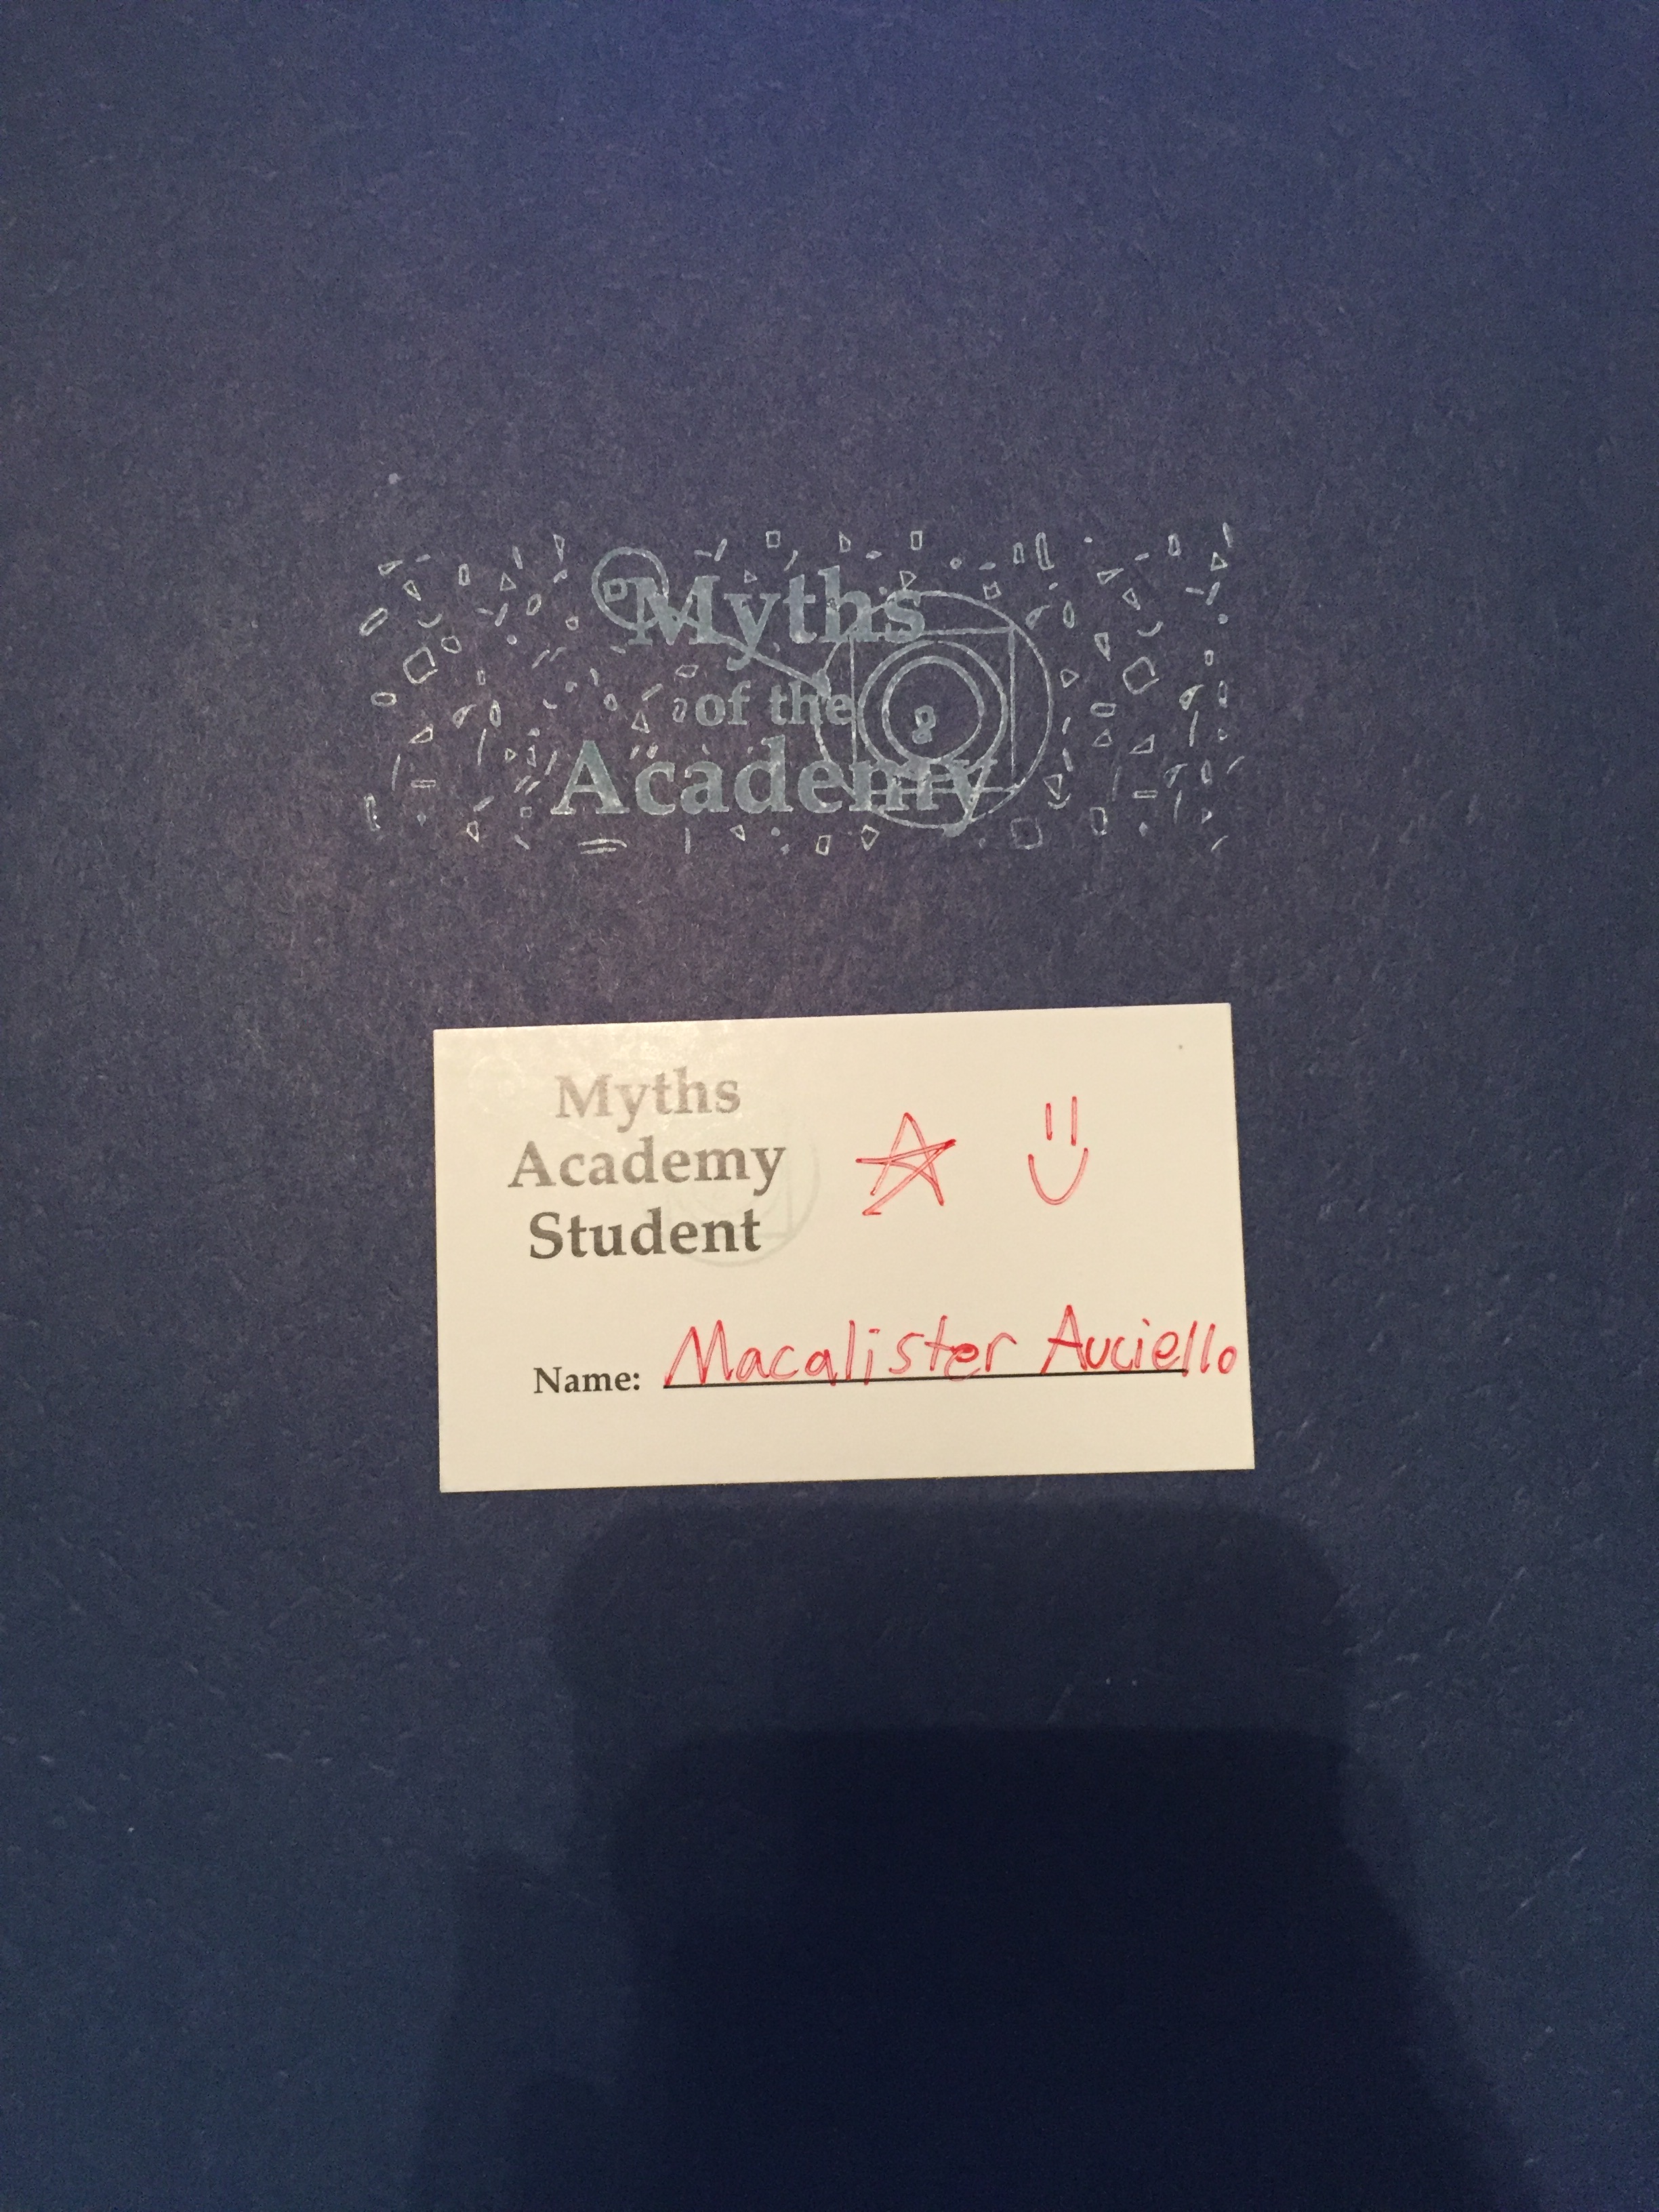 Myths
of the
Academy
Myths
Academy
Student
Name: Macalister Auciello